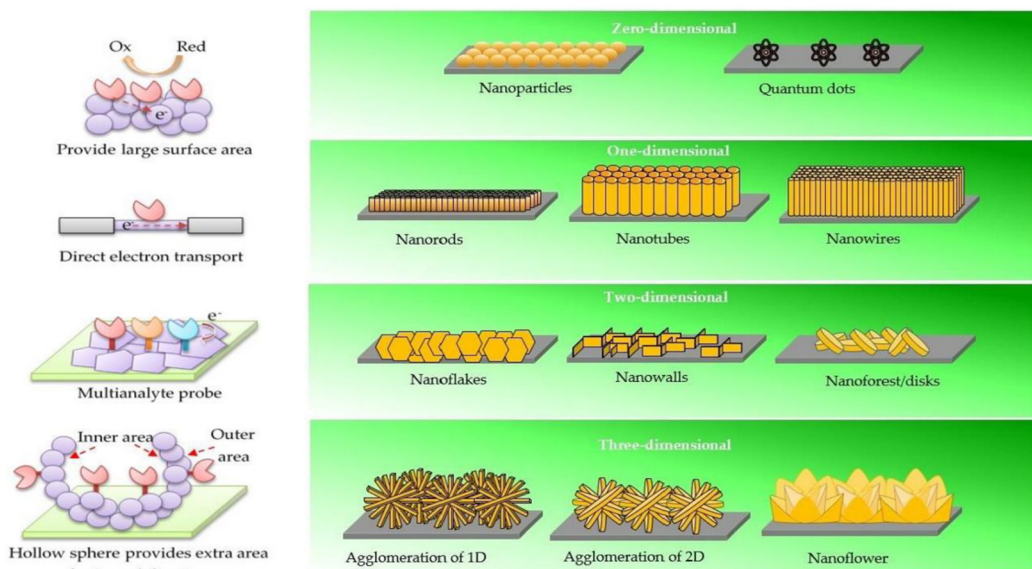 Ox Red
e-
Provide large surface area
e-
Direct electron transport
e-
Multianalyte probe
Inner area Outer
area
Hollow sphere provides extra area
Zero-dimensional
Nanoparticles Quantum dots
One-dimensional
Nanorods Nanotubes Nanowires
Two-dimensional
Nanoflakes Nanowalls Nanoforest/disks
Three-dimensional
Agglomeration of 1D Agglomeration of 2D Nanoflower